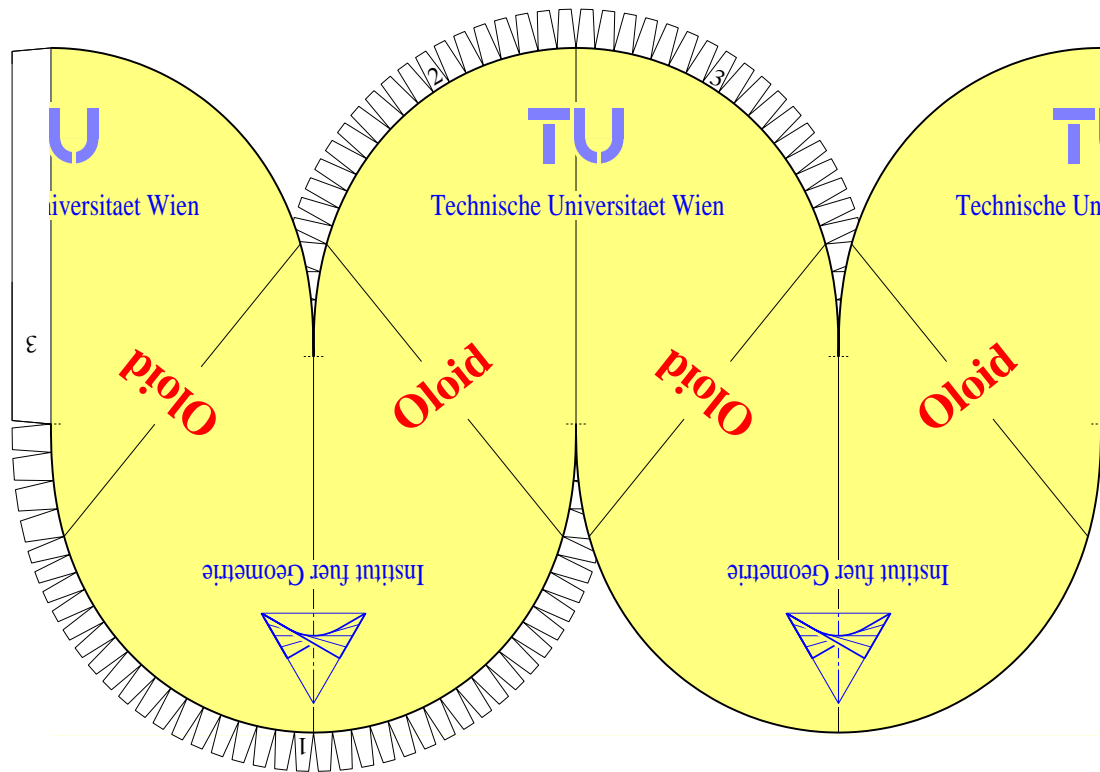 2
3
U TU TU
iversitaet Wien Technische Universitaet Wien Technische Un
3
Oloid Oloid Oloid Oloid
Institut fuer Geometrie Institut fuer Geometrie
1